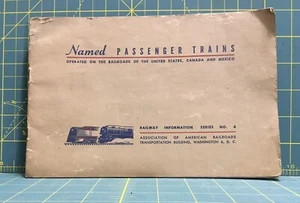 Named PASSENGER TRAINS
OPERATED ON THE RAILROADS OF THE UNITED STATES, CANADA AND MEXICO
RAILWAY INFORMATION SERIES NO. 4
ASSOCIATION OF AMERICAN RAILROADS
TRANSPORTATION BUILDING, WASHINGTON 6, D. C.